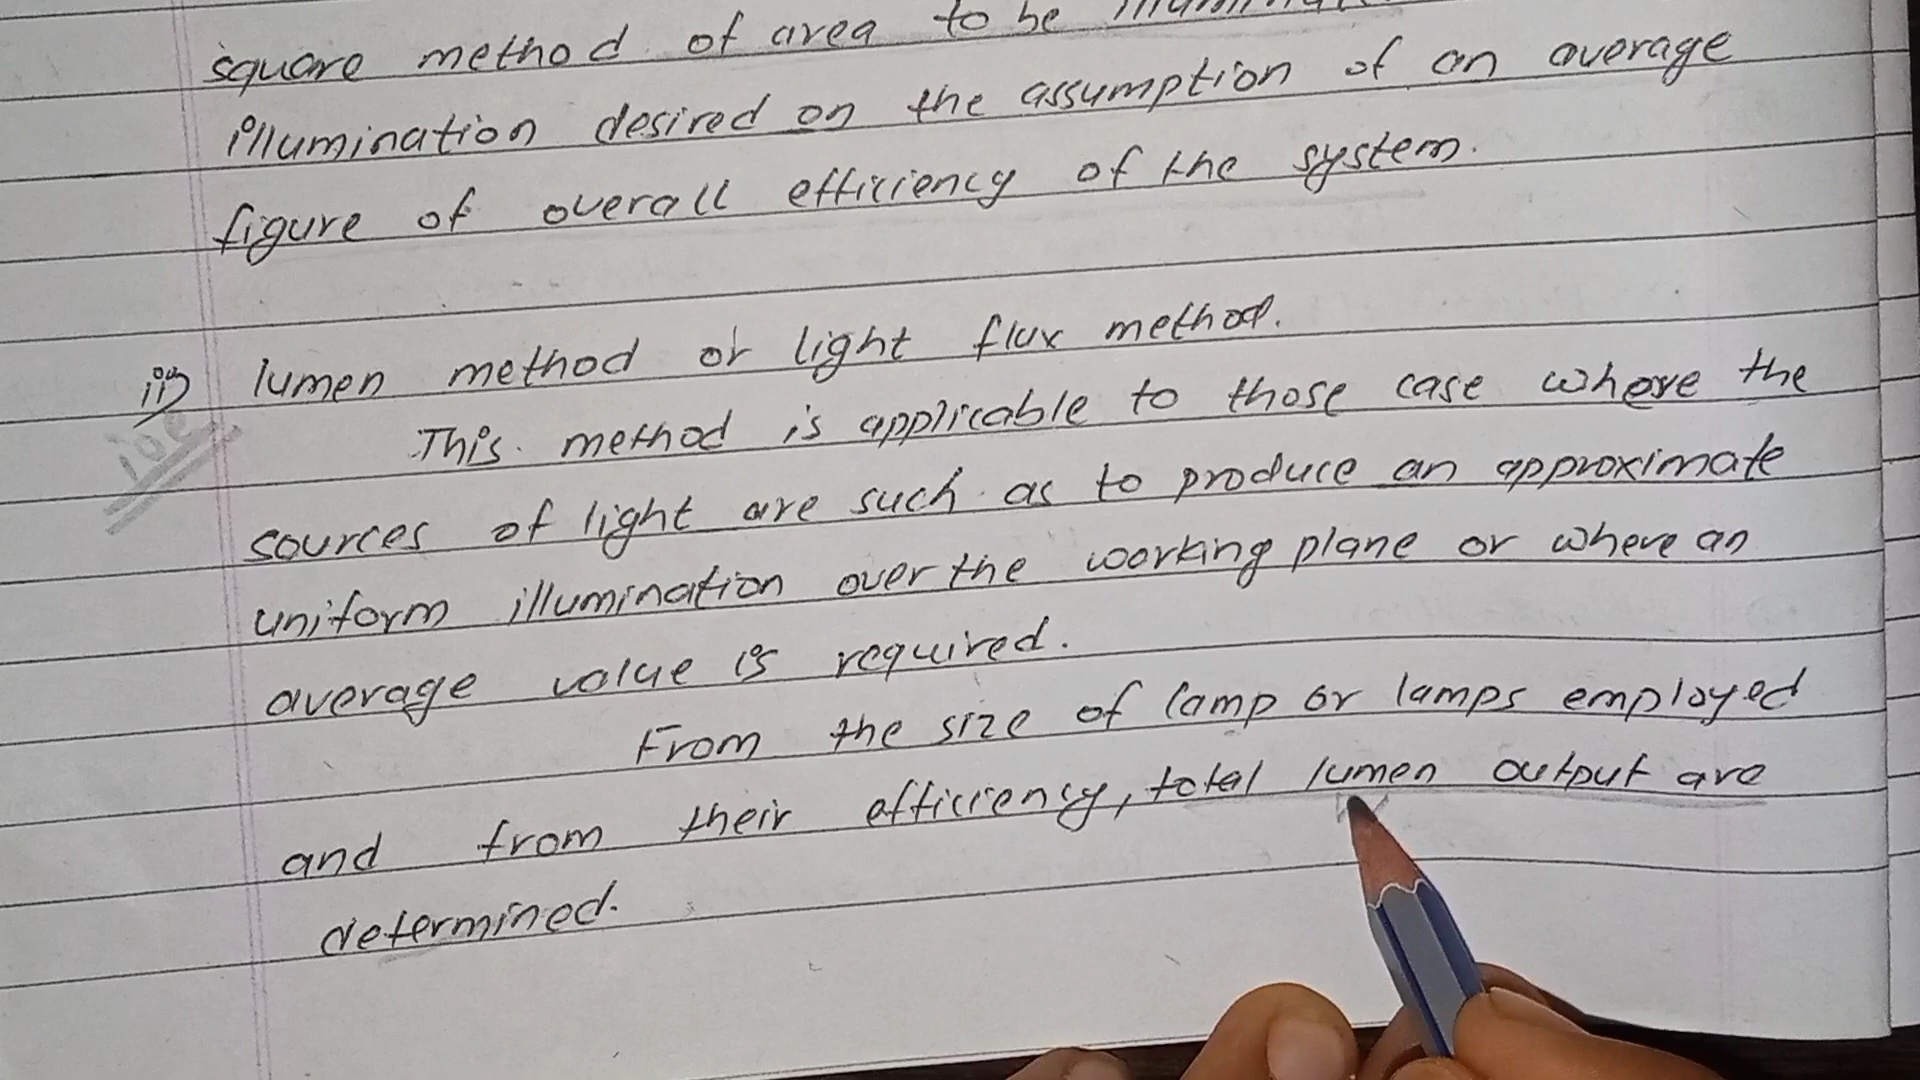 square method of area to be
illumination desired on the assumption of an average
figure of overall efficiency of the system.
ii) lumen method or light flux method.
This method is applicable to those case where the
sources of light are such as to produce an approximate
uniform illumination over the working plane or where an
average value is required.
From the size of lamp or lamps employed
and from their efficiency, total lumen output are
determined.